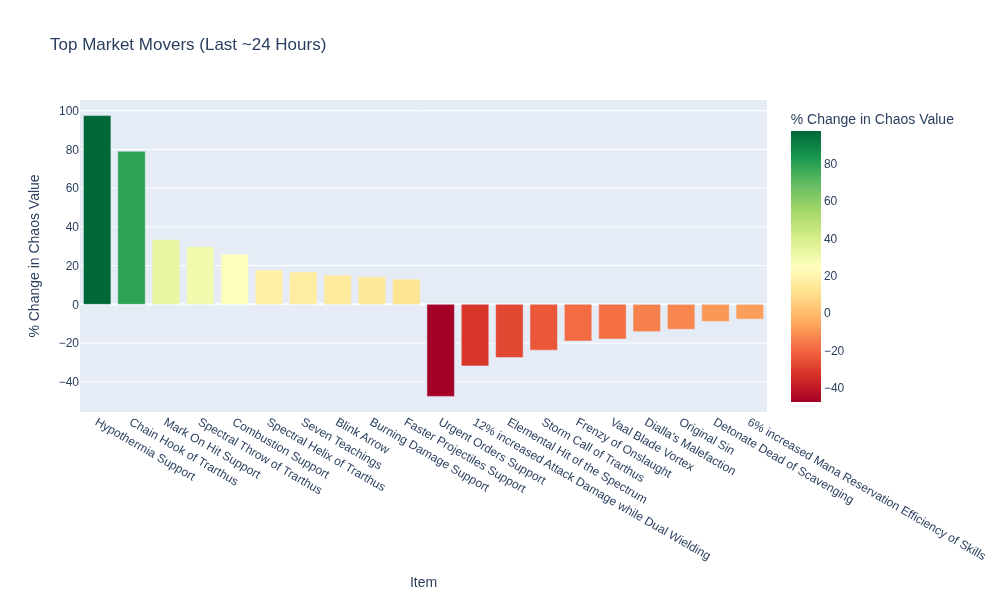 Top Market Movers (Last ~24 Hours)
% Change in Chaos Value
100
80
60
40
20
0
−20
−40
Hypothermia Support
Chain Hook of Trarthus
Mark On Hit Support
Spectral Throw of Trarthus
Combustion Support
Spectral Helix of Trarthus
Seven Teachings
Blink Arrow
Burning Damage Support
Faster Projectiles Support
Urgent Orders Support
12% increased Attack Damage while Dual Wielding
Elemental Hit of the Spectrum
Storm Call of Trarthus
Frenzy of Onslaught
Vaal Blade Vortex
Dialla's Malefaction
Original Sin
Detonate Dead of Scavenging
6% increased Mana Reservation Efficiency of Skills
Item
% Change in Chaos Value
80
60
40
20
0
−20
−40